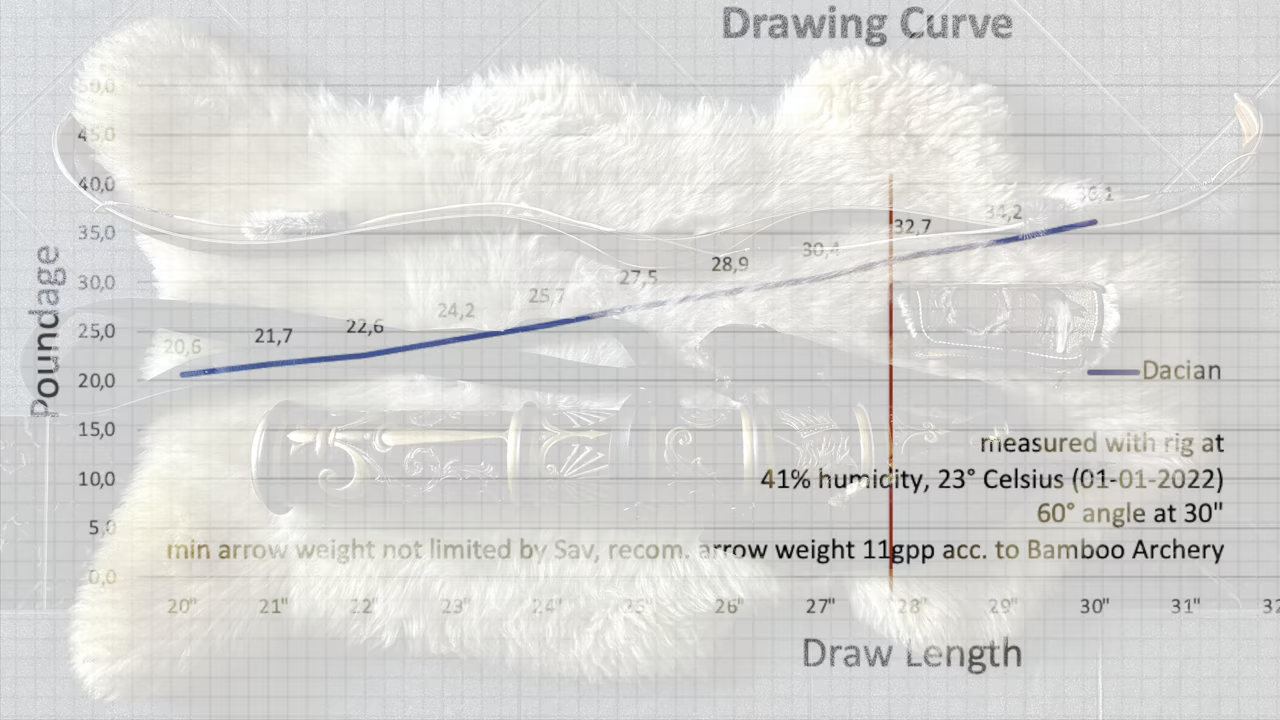 Drawing Curve
50,0
45,0
40,0
35,0
30,0
25,0
20,0
15,0
10,0
5,0
0,0
Poundage
20,6
21,7
22,6
24,2
25,7
27,5
28,9
30,4
32,7
34,2
36,1
Dacian
measured with rig at
41% humidity, 23° Celsius (01-01-2022)
60° angle at 30"
min arrow weight not limited by Sav, recom. arrow weight 11gpp acc. to Bamboo Archery
20" 21" 22" 23" 24" 25" 26" 27" 28" 29" 30" 31"
Draw Length